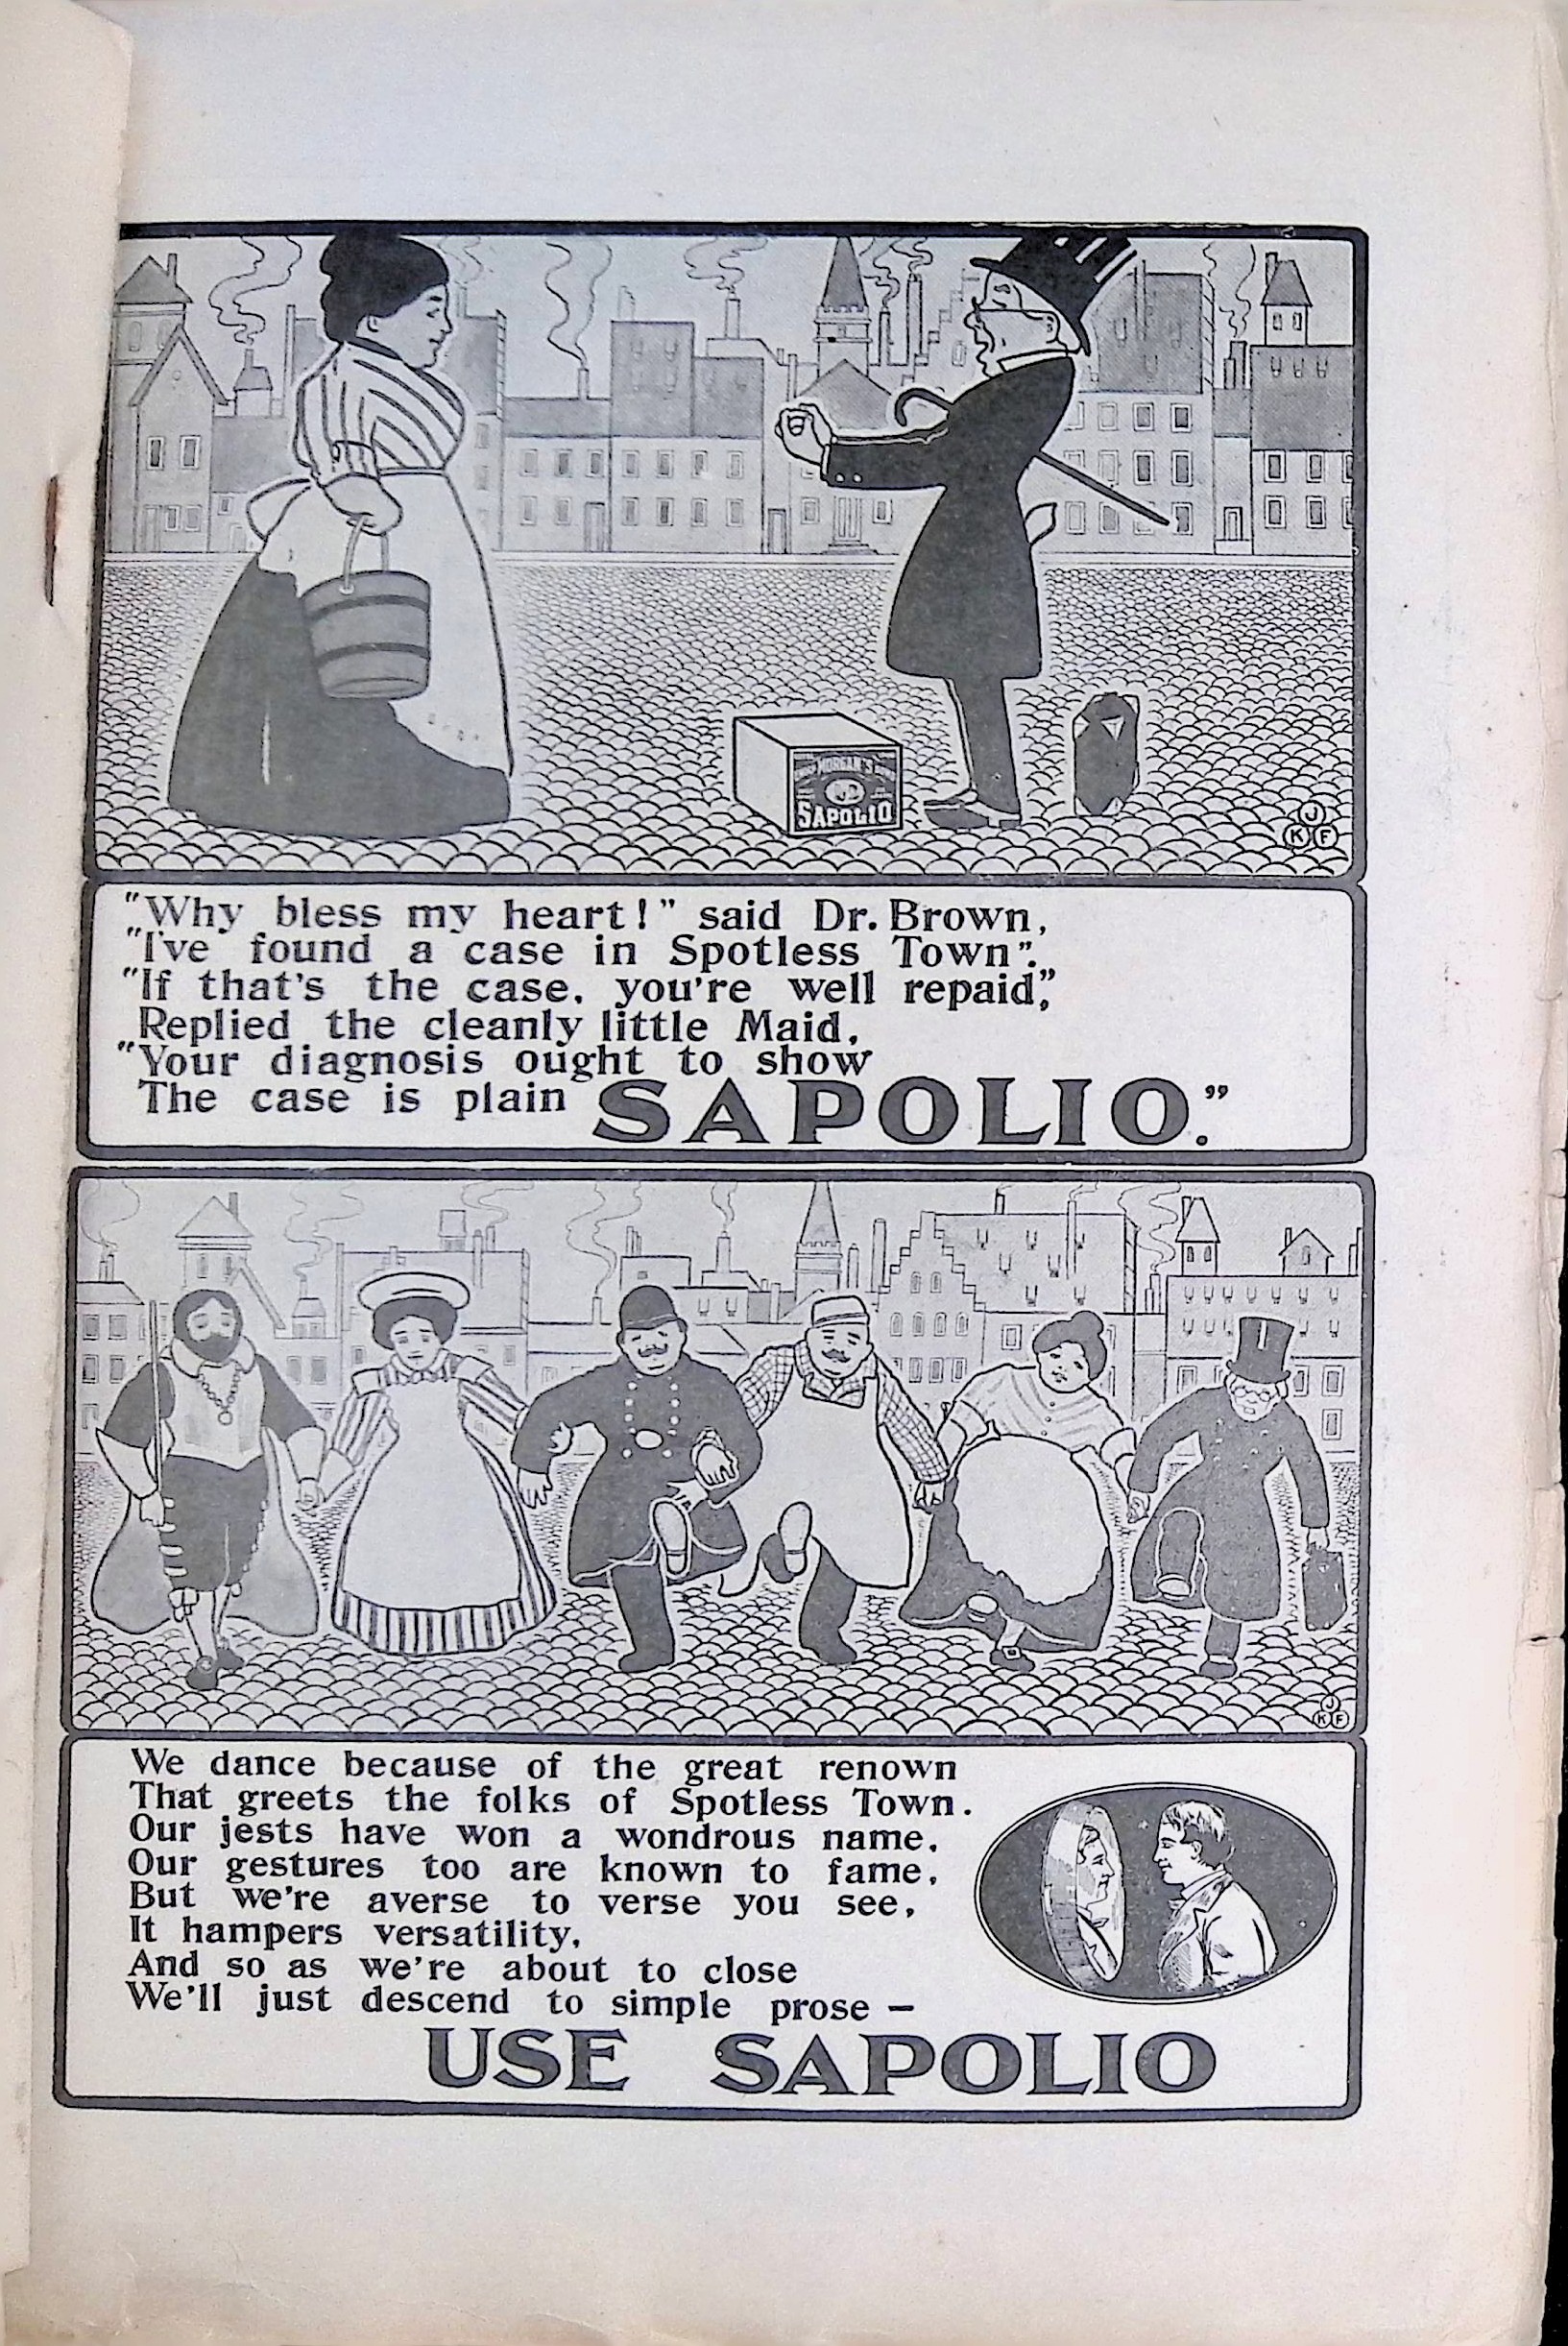 MORGAN'S
SAPOLIO
J
K F
"Why bless my heart!" said Dr. Brown,
"I've found a case in Spotless Town".
"If that's the case, you're well repaid,"
Replied the cleanly little Maid,
"Your diagnosis ought to show
The case is plain SAPOLIO."
J
K F
We dance because of the great renown
That greets the folks of Spotless Town.
Our jests have won a wondrous name,
Our gestures too are known to fame,
But we're averse to verse you see,
It hampers versatility,
And so as we're about to close
We'll just descend to simple prose —
USE SAPOLIO